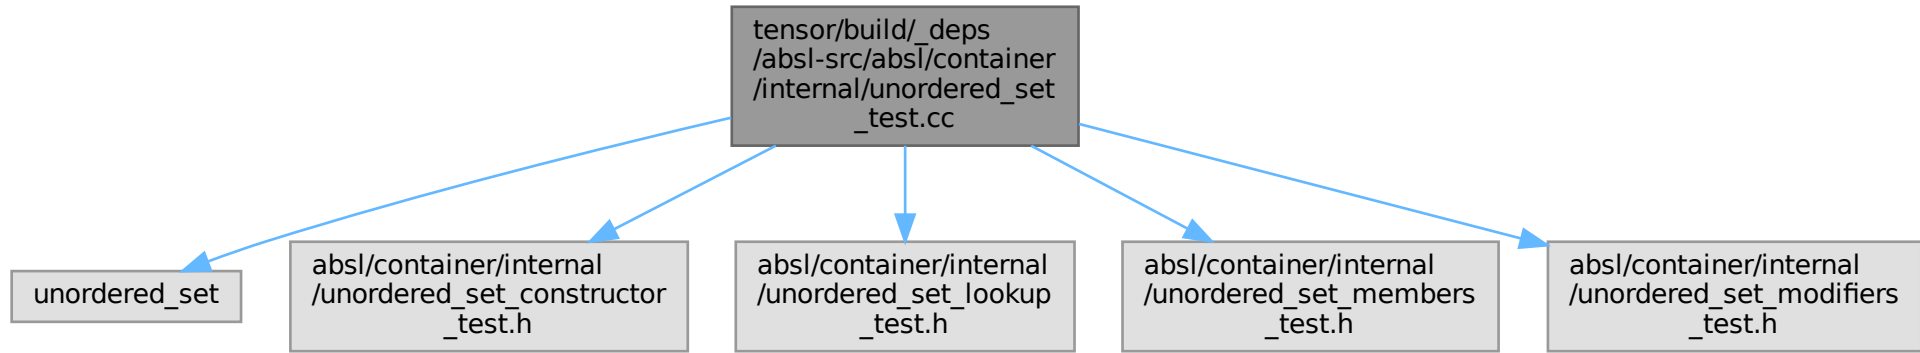 tensor/build/_deps
/absl-src/absl/container
/internal/unordered_set
_test.cc
unordered_set
absl/container/internal
/unordered_set_constructor
_test.h
absl/container/internal
/unordered_set_lookup
_test.h
absl/container/internal
/unordered_set_members
_test.h
absl/container/internal
/unordered_set_modifiers
_test.h